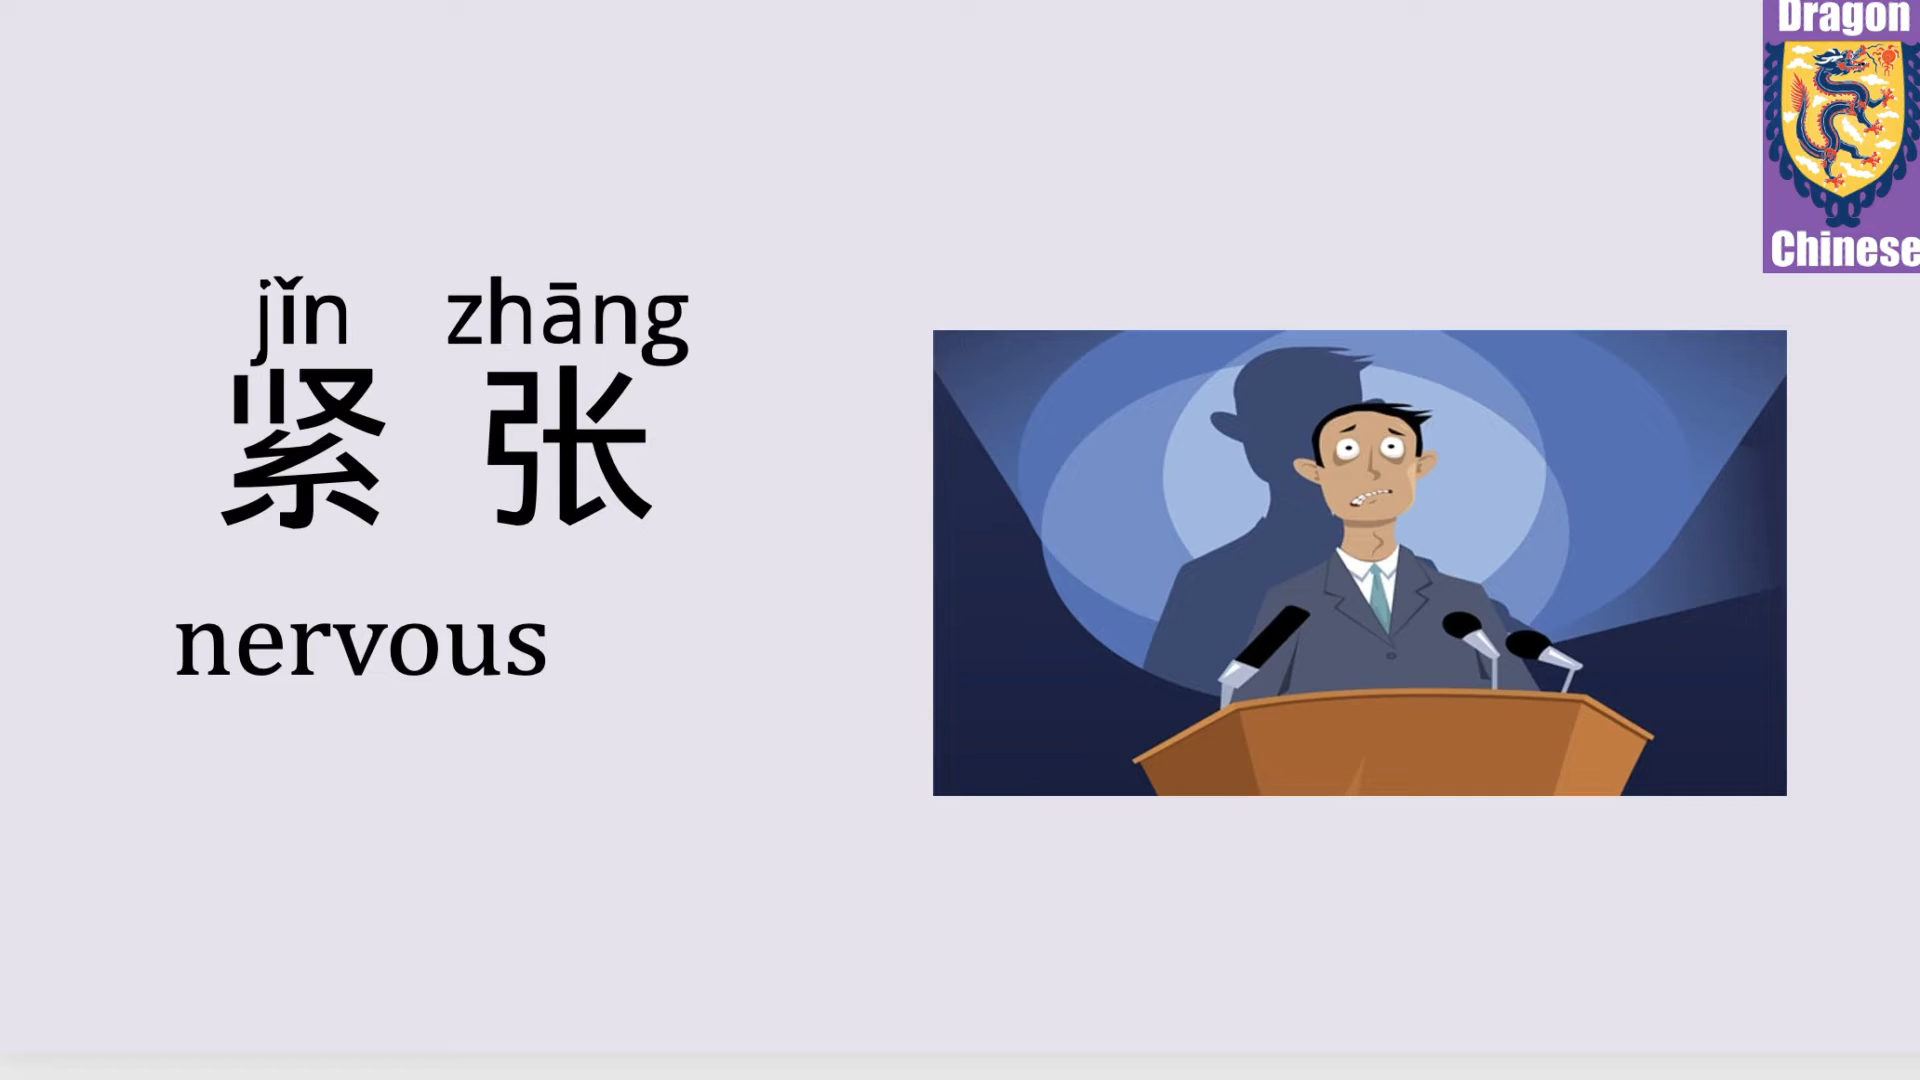 Dragon
Chinese
jǐn zhāng
紧张
nervous